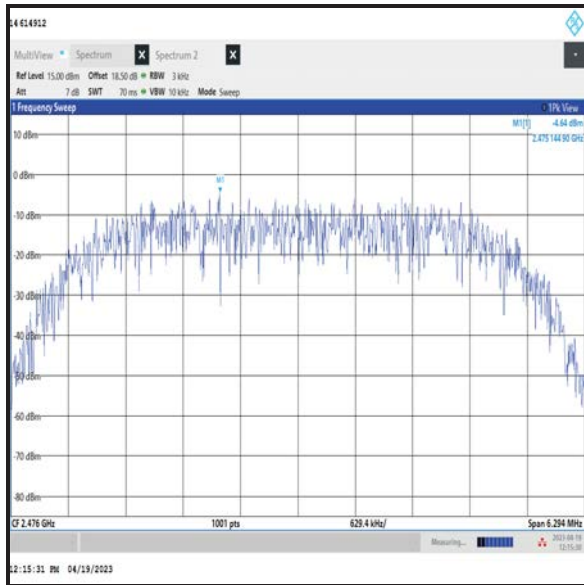 14 614912
MultiView Spectrum X Spectrum 2 X
Ref Level 15.00 dBm Offset 18.50 dB RBW 3 kHz
Att 7 dB SWT 70 ms VBW 10 kHz Mode Sweep
1 Frequency Sweep 1Pk View
M1[1] -4.64 dBm
2.475 144 90 GHz
10 dBm
0 dBm
M1
-10 dBm
-20 dBm
-30 dBm
-40 dBm
-50 dBm
-60 dBm
-70 dBm
-80 dBm
CF 2.476 GHz 1001 pts 629.4 kHz/ Span 6.294 MHz
Measuring...
12:15:30
12:15:31 PM 04/19/2023